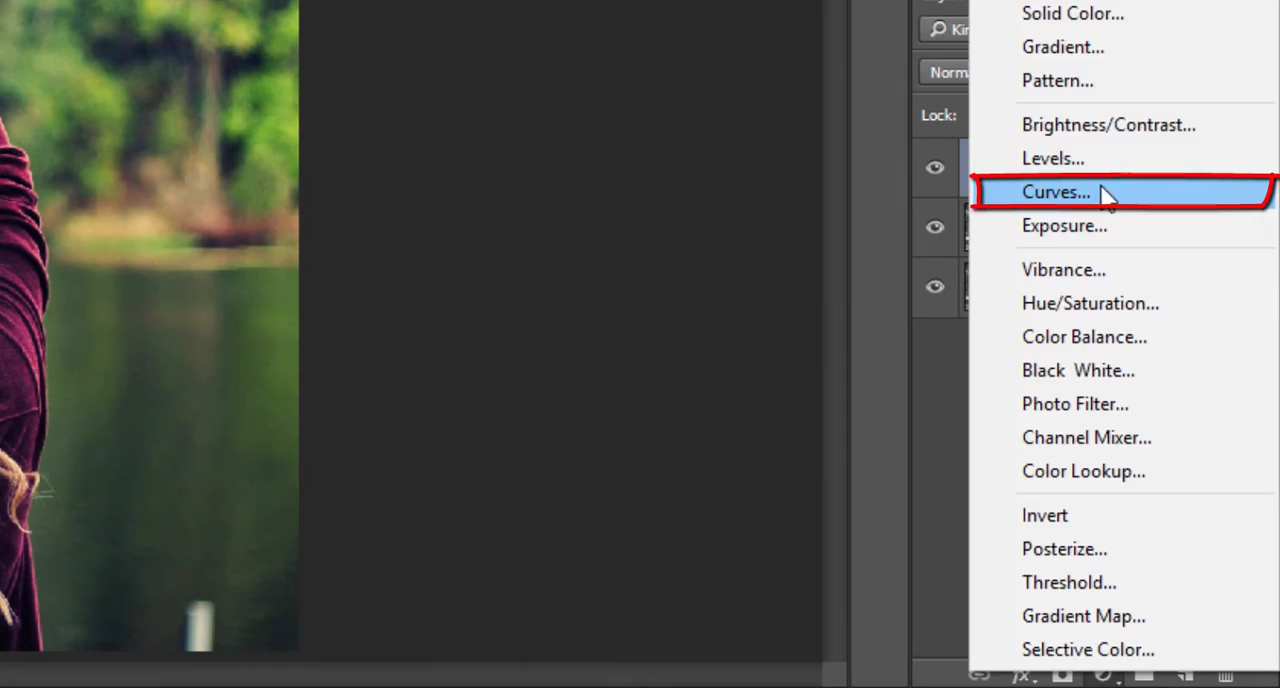 Solid Color...
Gradient...
Pattern...
Brightness/Contrast...
Levels...
Curves...
Exposure...
Vibrance...
Hue/Saturation...
Color Balance...
Black  White...
Photo Filter...
Channel Mixer...
Color Lookup...
Invert
Posterize...
Threshold...
Gradient Map...
Selective Color...
Lock:
fx